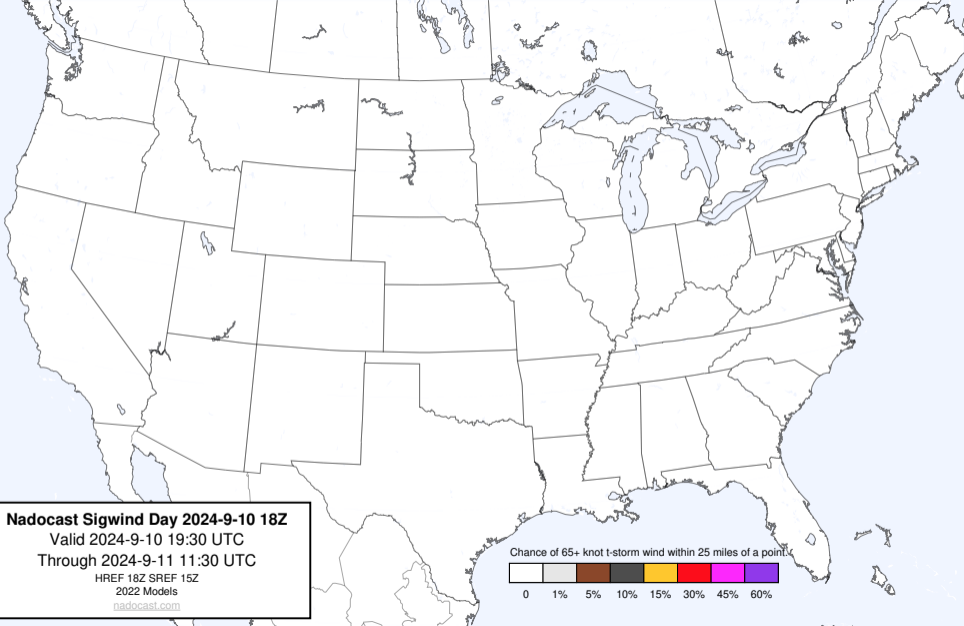 Nadocast Sigwind Day 2024-9-10 18Z
Valid 2024-9-10 19:30 UTC
Through 2024-9-11 11:30 UTC
HREF 18Z SREF 15Z
2022 Models
nadocast.com
Chance of 65+ knot t-storm wind within 25 miles of a point.
0 1% 5% 10% 15% 30% 45% 60%